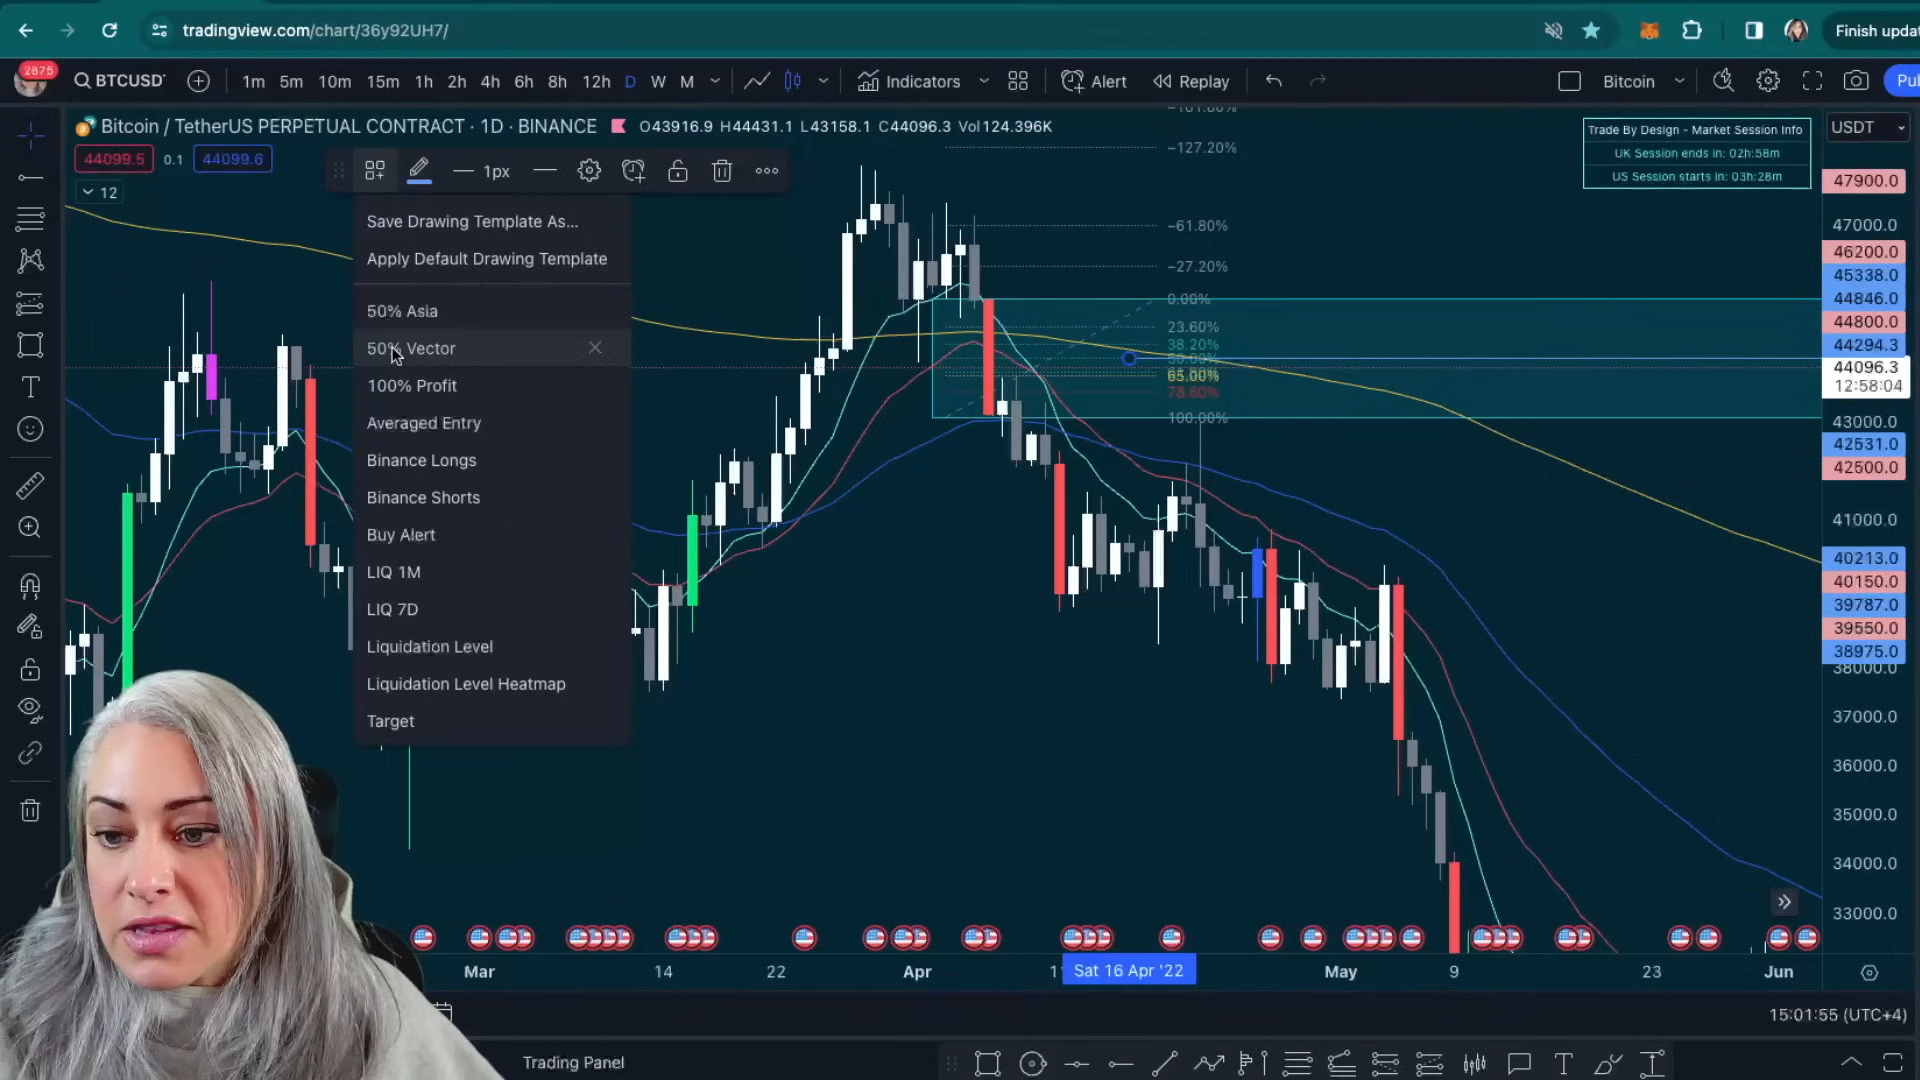 tradingview.com/chart/36y92UH7/
Finish updat
2875
BTCUSD
1m 5m 10m 15m 1h 2h 4h 6h 8h 12h D W M
Indicators
Alert
Replay
Bitcoin
Pul
Bitcoin / TetherUS PERPETUAL CONTRACT · 1D · BINANCE
O43916.9 H44431.1 L43158.1 C44096.3 Vol124.396K
USDT
44099.5 0.1 44099.6
12
1px
Trade By Design - Market Session Info
UK Session ends in: 02h:58m
US Session starts in: 03h:28m
Save Drawing Template As...
Apply Default Drawing Template
50% Asia
50% Vector
100% Profit
Averaged Entry
Binance Longs
Binance Shorts
Buy Alert
LIQ 1M
LIQ 7D
Liquidation Level
Liquidation Level Heatmap
Target
-127.20%
-61.80%
-27.20%
0.00%
23.60%
38.20%
65.00%
78.60%
100.00%
47900.0
47000.0
46200.0
45338.0
44846.0
44800.0
44294.3
44096.3
12:58:04
43000.0
42531.0
42500.0
41000.0
40213.0
40150.0
39787.0
39550.0
38975.0
38000.0
37000.0
36000.0
35000.0
34000.0
33000.0
Mar 14 22 Apr Sat 16 Apr '22 May 9 23 Jun
15:01:55 (UTC+4)
Trading Panel